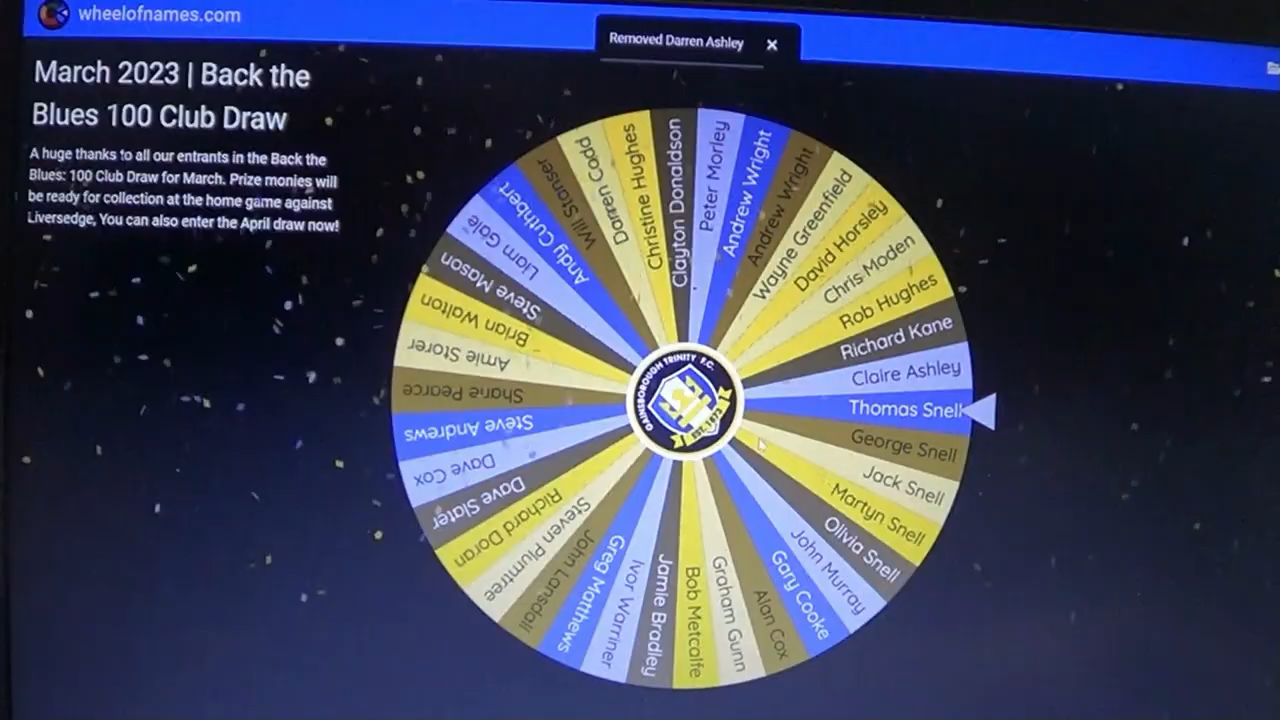 wheelofnames.com
Removed Darren Ashley ×
March 2023 | Back the
Blues 100 Club Draw
A huge thanks to all our entrants in the Back the
Blues: 100 Club Draw for March. Prize monies will
be ready for collection at the home game against
Liversedge, You can also enter the April draw now!
Clayton Donaldson
Peter Morley
Andrew Wright
Andrew Wright
Wayne Greenfield
David Horsley
Chris Moden
Rob Hughes
Richard Kane
Claire Ashley
Thomas Snell
George Snell
Jack Snell
Martyn Snell
Olivia Snell
John Murray
Gary Cooke
Alan Cox
Graham Gunn
Bob Metcalfe
Jamie Bradley
Ivor Warriner
Greg Matthews
John Lansdall
Steven Plumtree
Richard Doran
Dave Slater
Dave Cox
Steve Andrews
Shane Pearce
Amie Storer
Brian Walton
Steve Mason
Liam Gale
Andy Cuthbert
Will Stanser
Darren Codd
Christine Hughes
GAINSBOROUGH TRINITY F.C.
EST. 1873